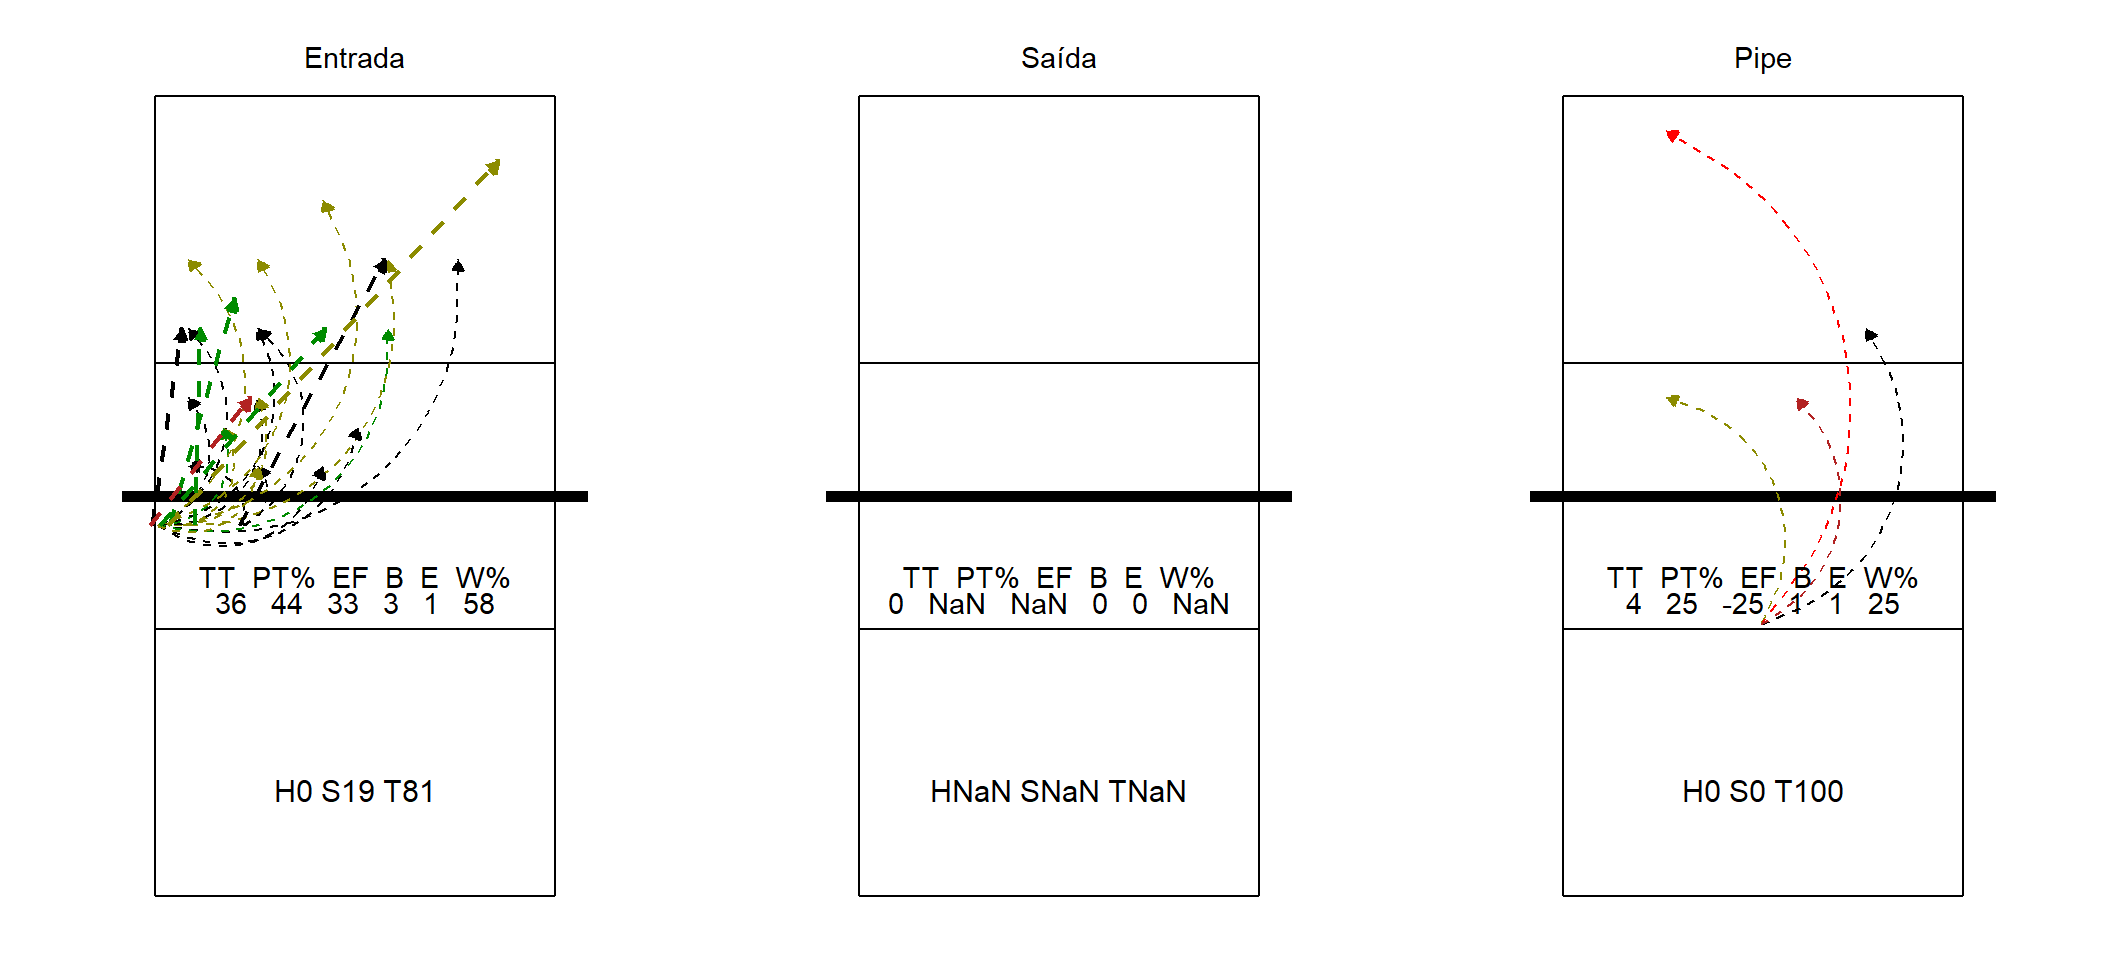 Entrada
TT PT% EF B E W%
36 44 33 3 1 58
H0 S19 T81
Saída
TT PT% EF B E W%
0 NaN NaN 0 0 NaN
HNaN SNaN TNaN
Pipe
TT PT% EF B E W%
4 25 -25 1 1 25
H0 S0 T100